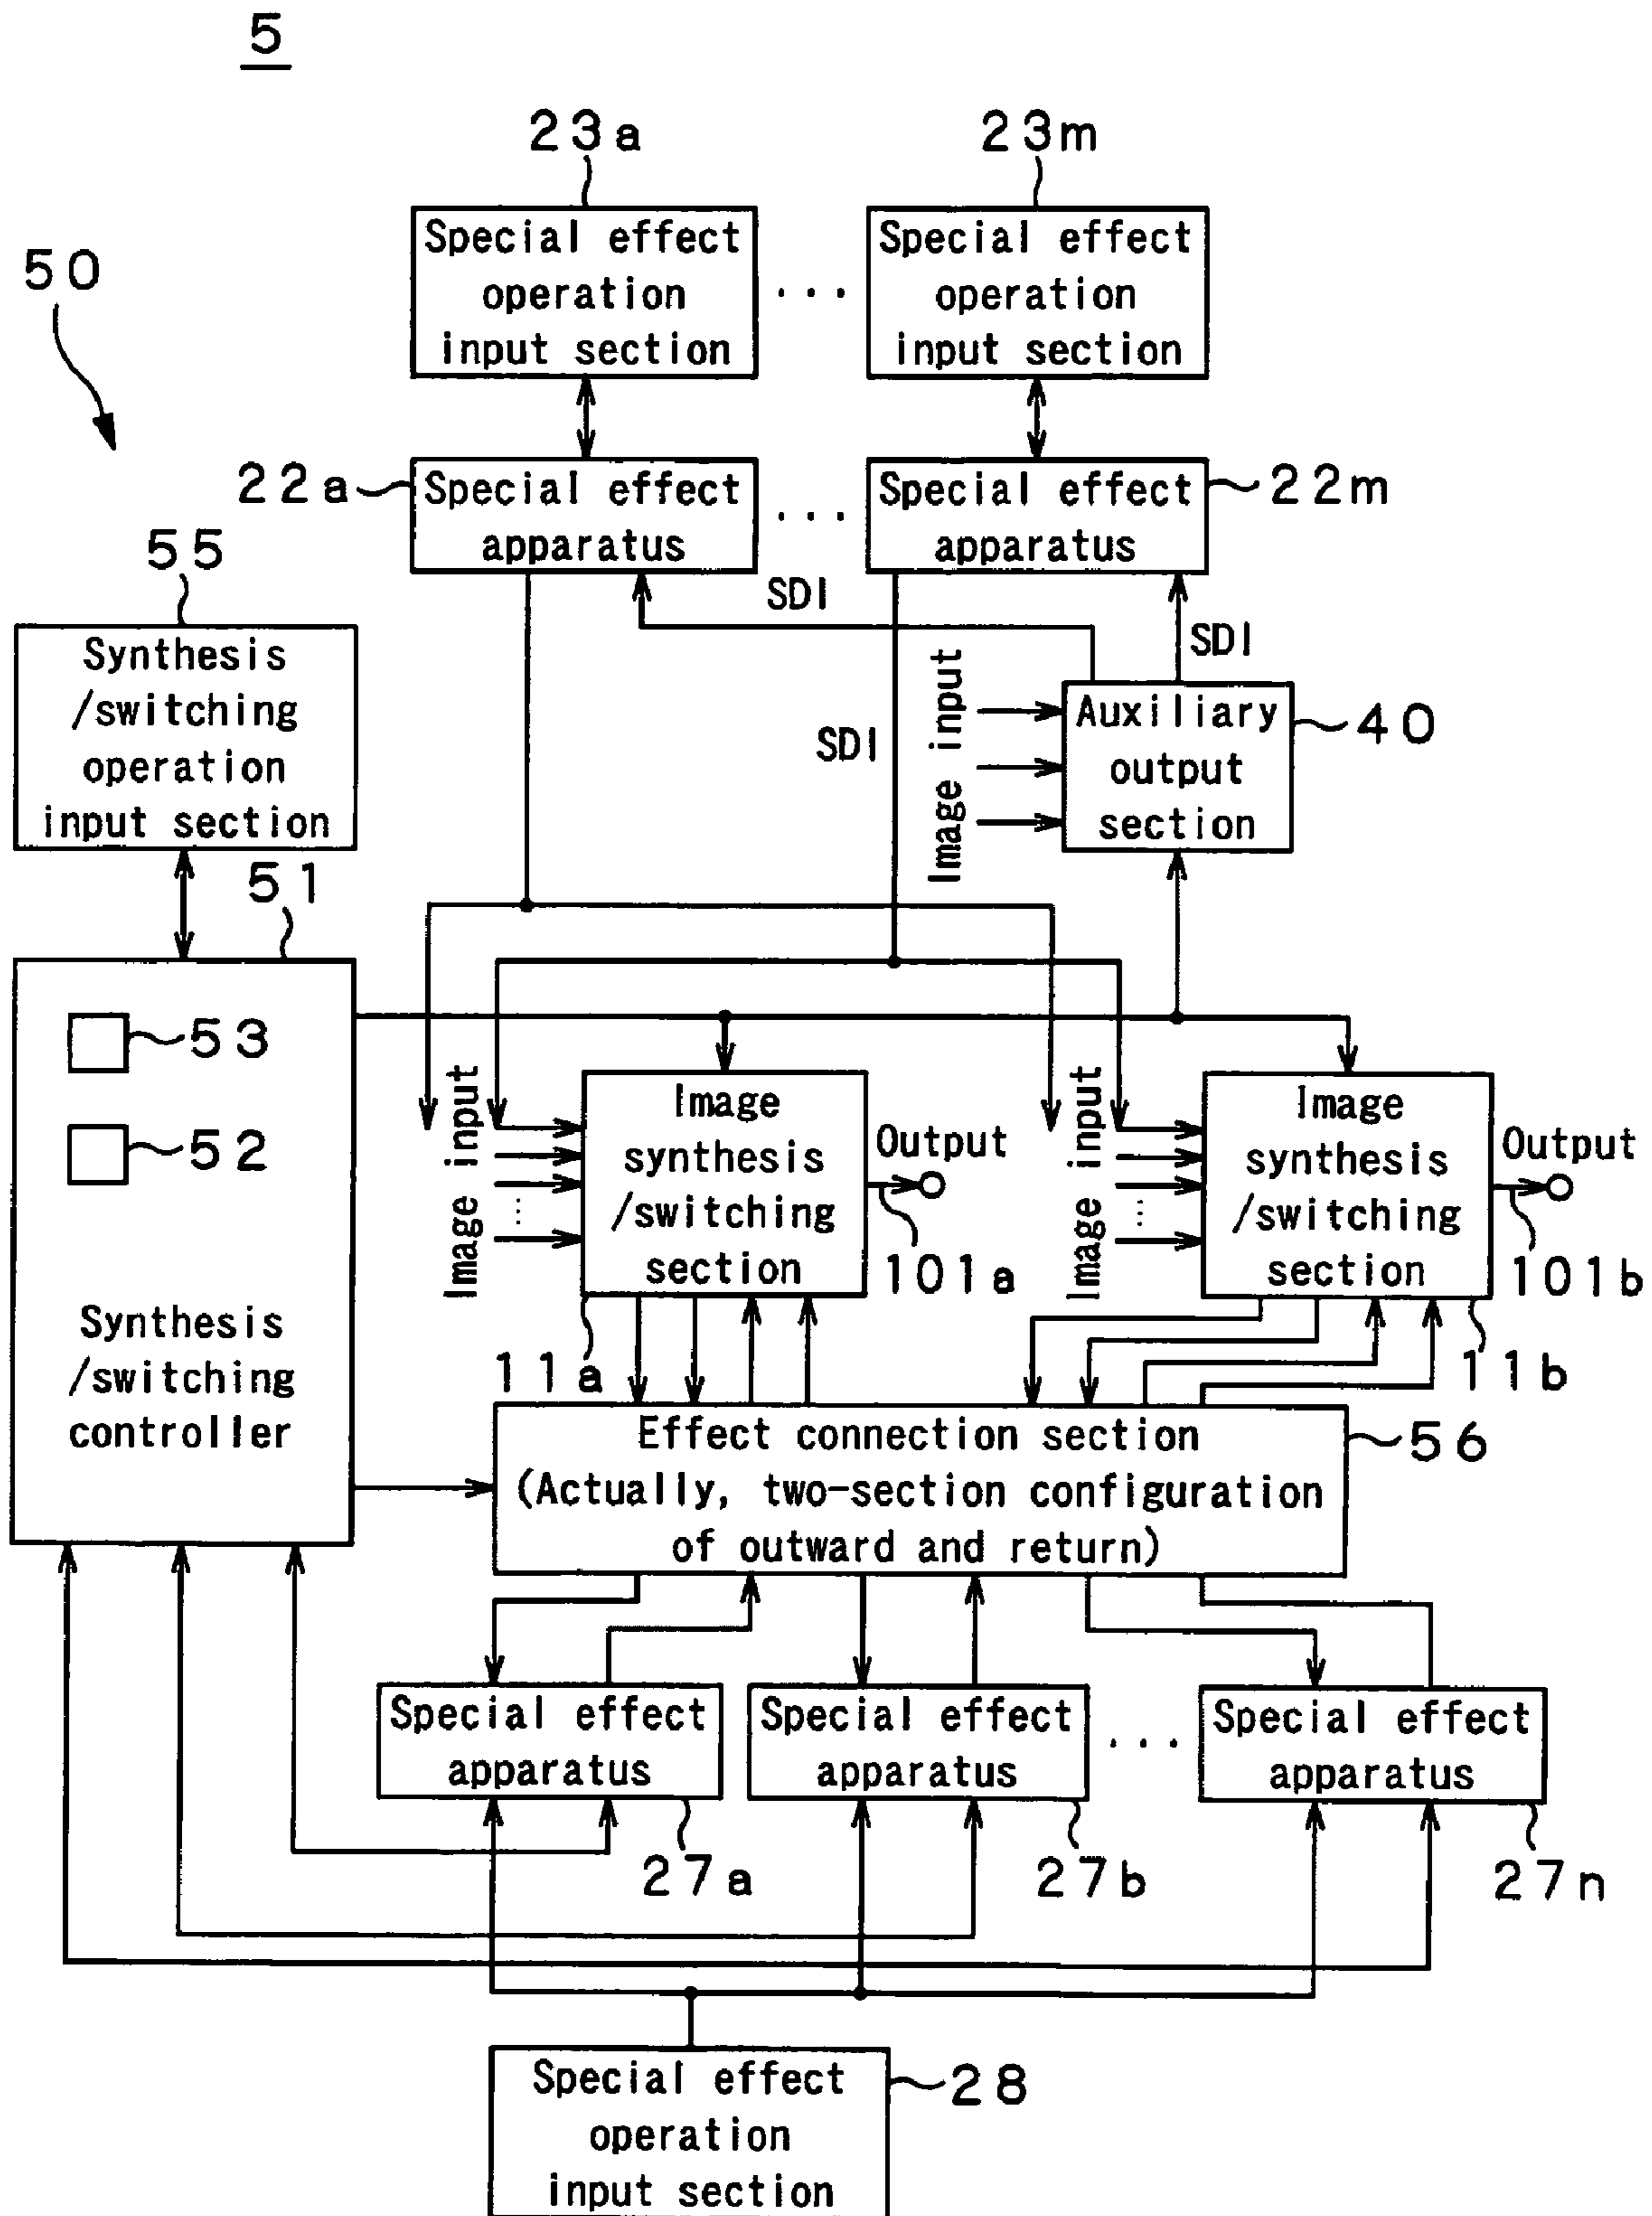 5
23a
23m
Special effect
operation
input section
...
Special effect
operation
input section
50
22a
Special effect
apparatus
...
Special effect
apparatus
22m
55
SDI
SDI
Synthesis
/switching
operation
input section
Image input
Auxiliary
output
section
40
SDI
51
53
52
Synthesis
/switching
controller
Image input
Image
synthesis
/switching
section
Output
101a
11a
Image input
Image
synthesis
/switching
section
Output
101b
11b
Effect connection section
(Actually, two-section configuration
of outward and return)
56
Special effect
apparatus
27a
Special effect
apparatus
27b
...
Special effect
apparatus
27n
Special effect
operation
input section
28